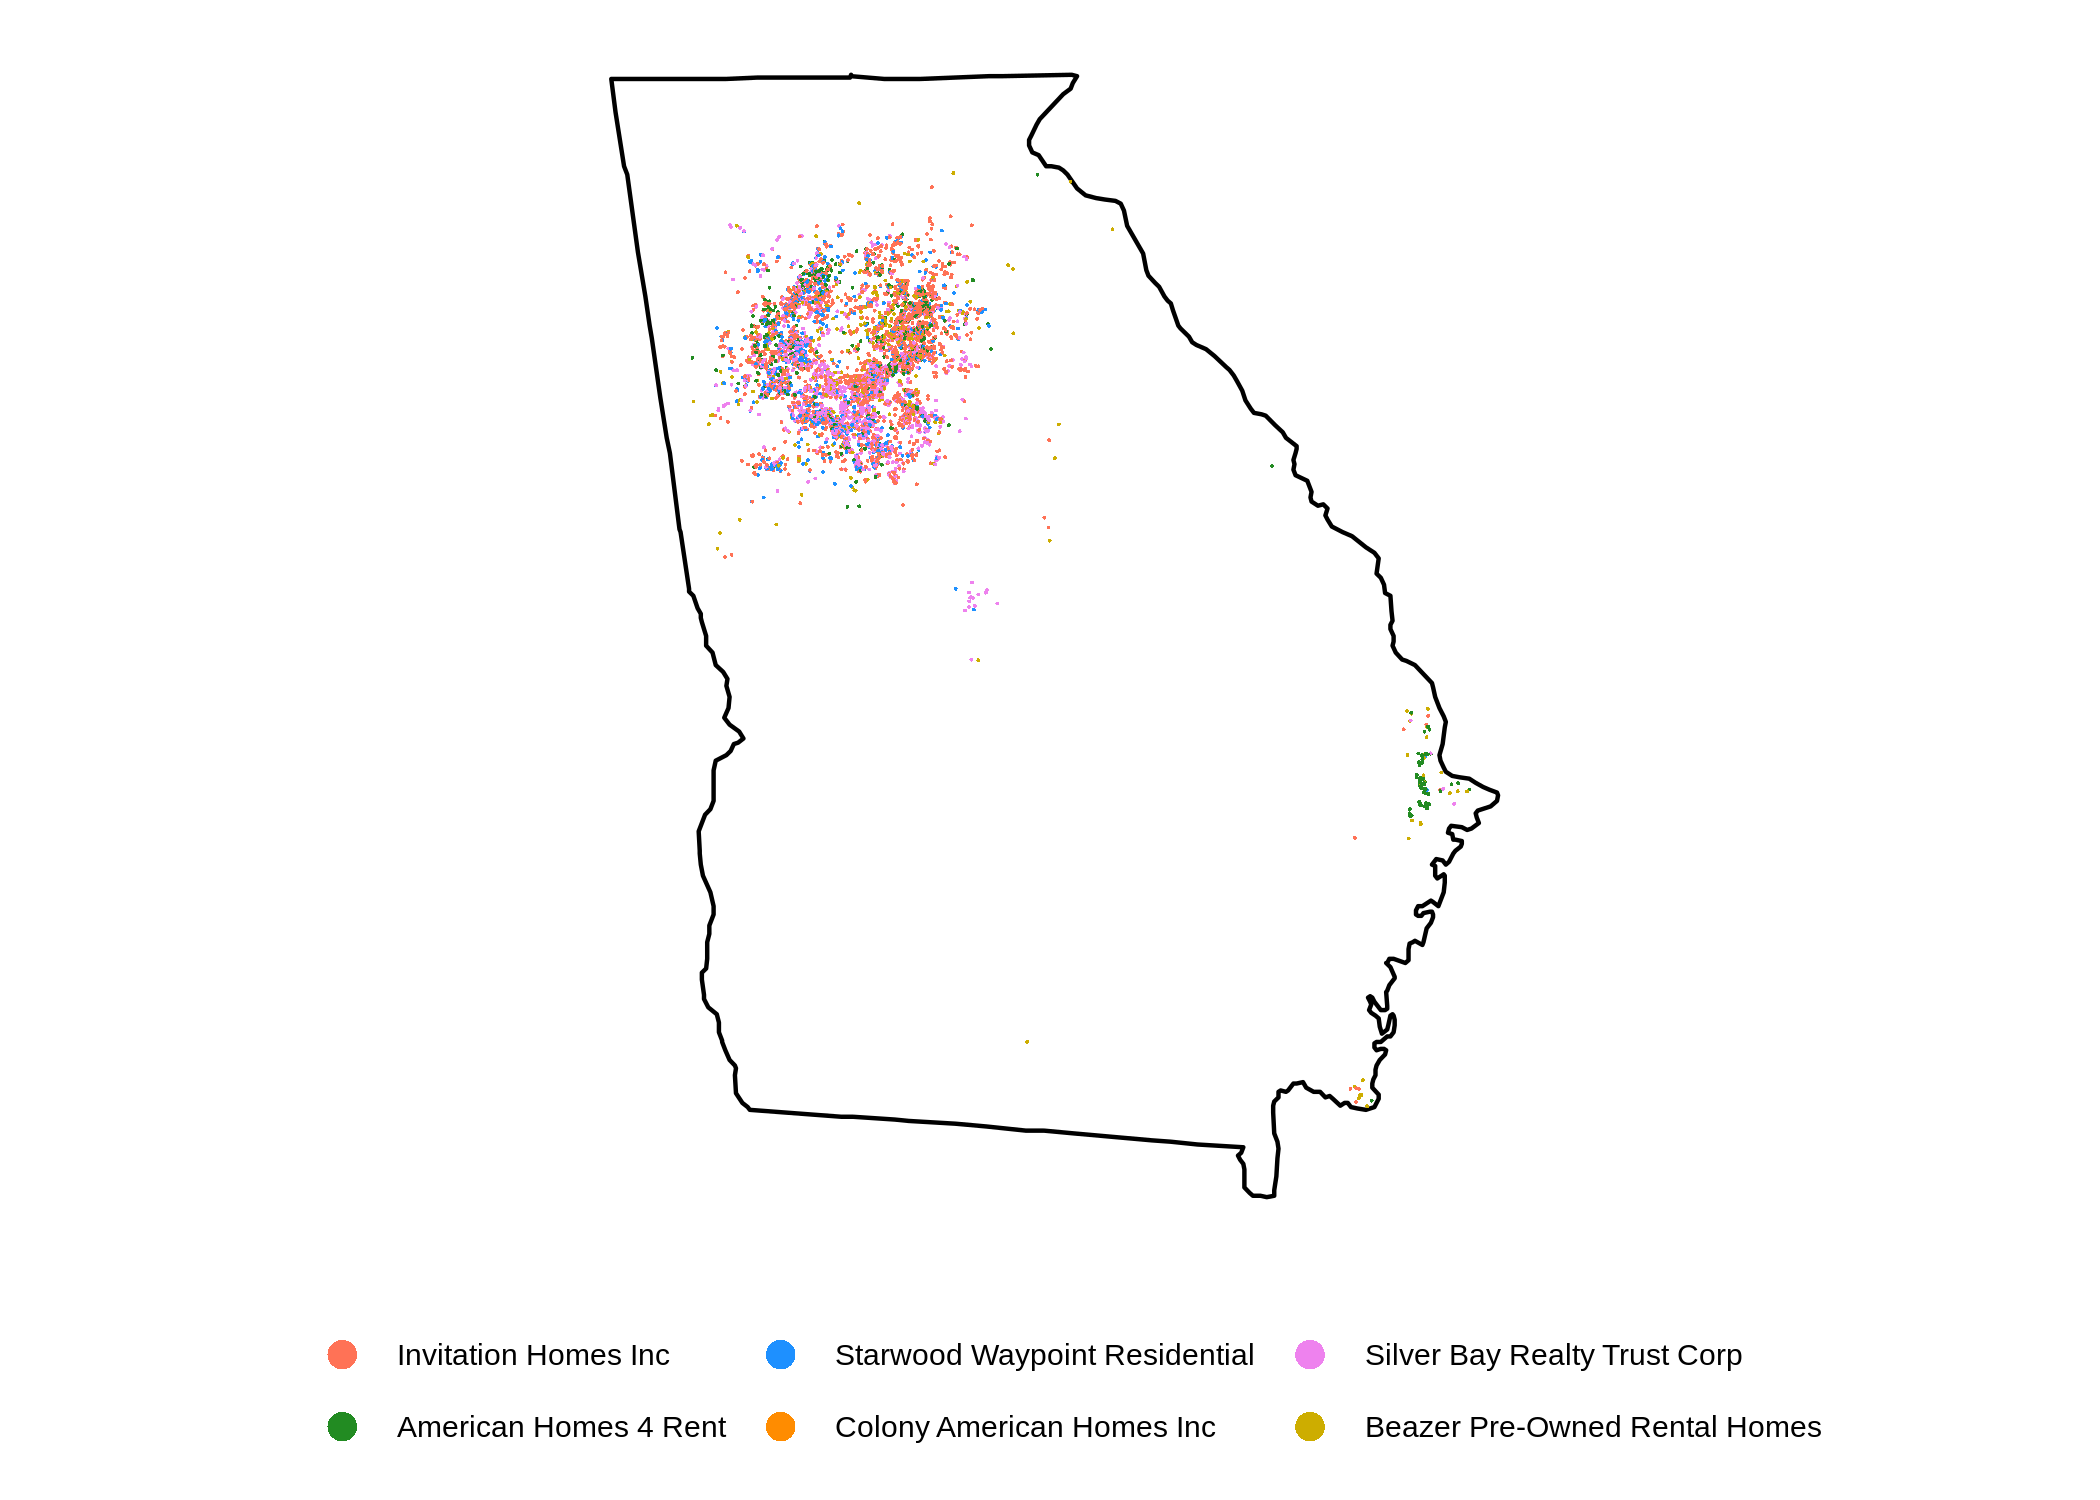 Invitation Homes Inc
Starwood Waypoint Residential
Silver Bay Realty Trust Corp
American Homes 4 Rent
Colony American Homes Inc
Beazer Pre-Owned Rental Homes